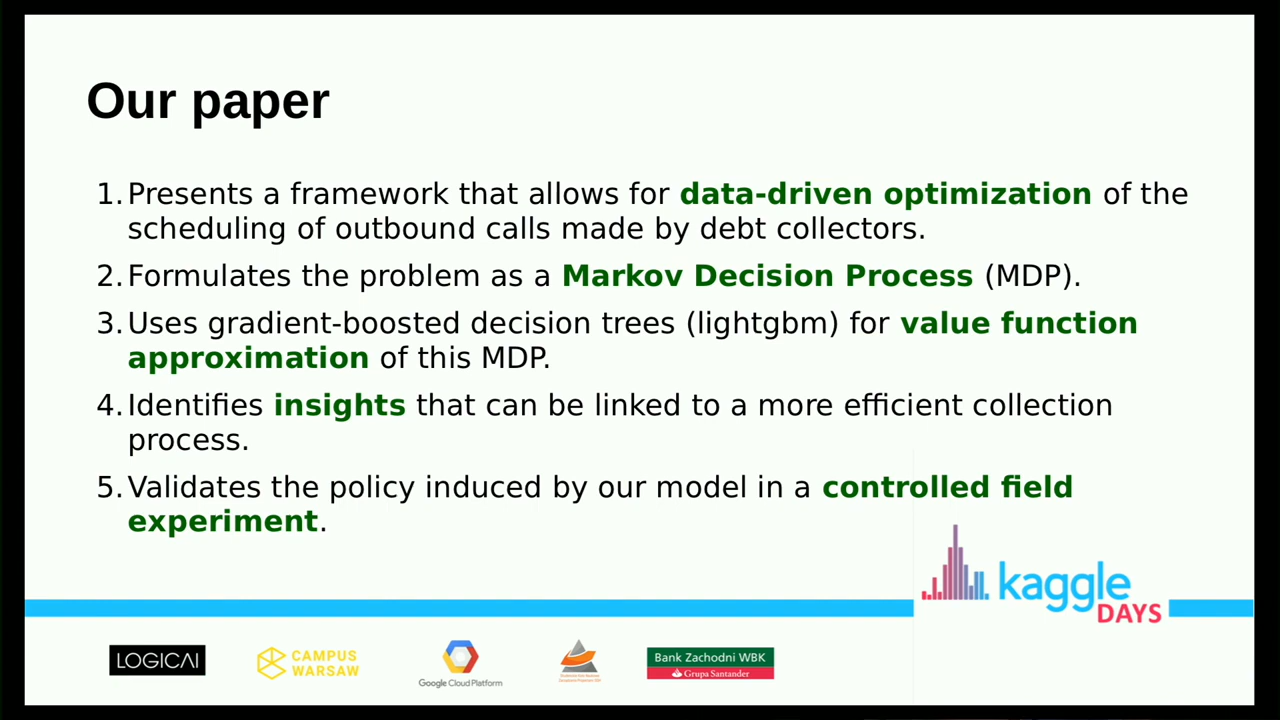 Our paper
1. Presents a framework that allows for data-driven optimization of the
scheduling of outbound calls made by debt collectors.
2. Formulates the problem as a Markov Decision Process (MDP).
3. Uses gradient-boosted decision trees (lightgbm) for value function
approximation of this MDP.
4. Identifies insights that can be linked to a more efficient collection
process.
5. Validates the policy induced by our model in a controlled field
experiment.
kaggle
DAYS
LOGICAI
CAMPUS
WARSAW
Google Cloud Platform
Bank Zachodni WBK
Grupa Santander